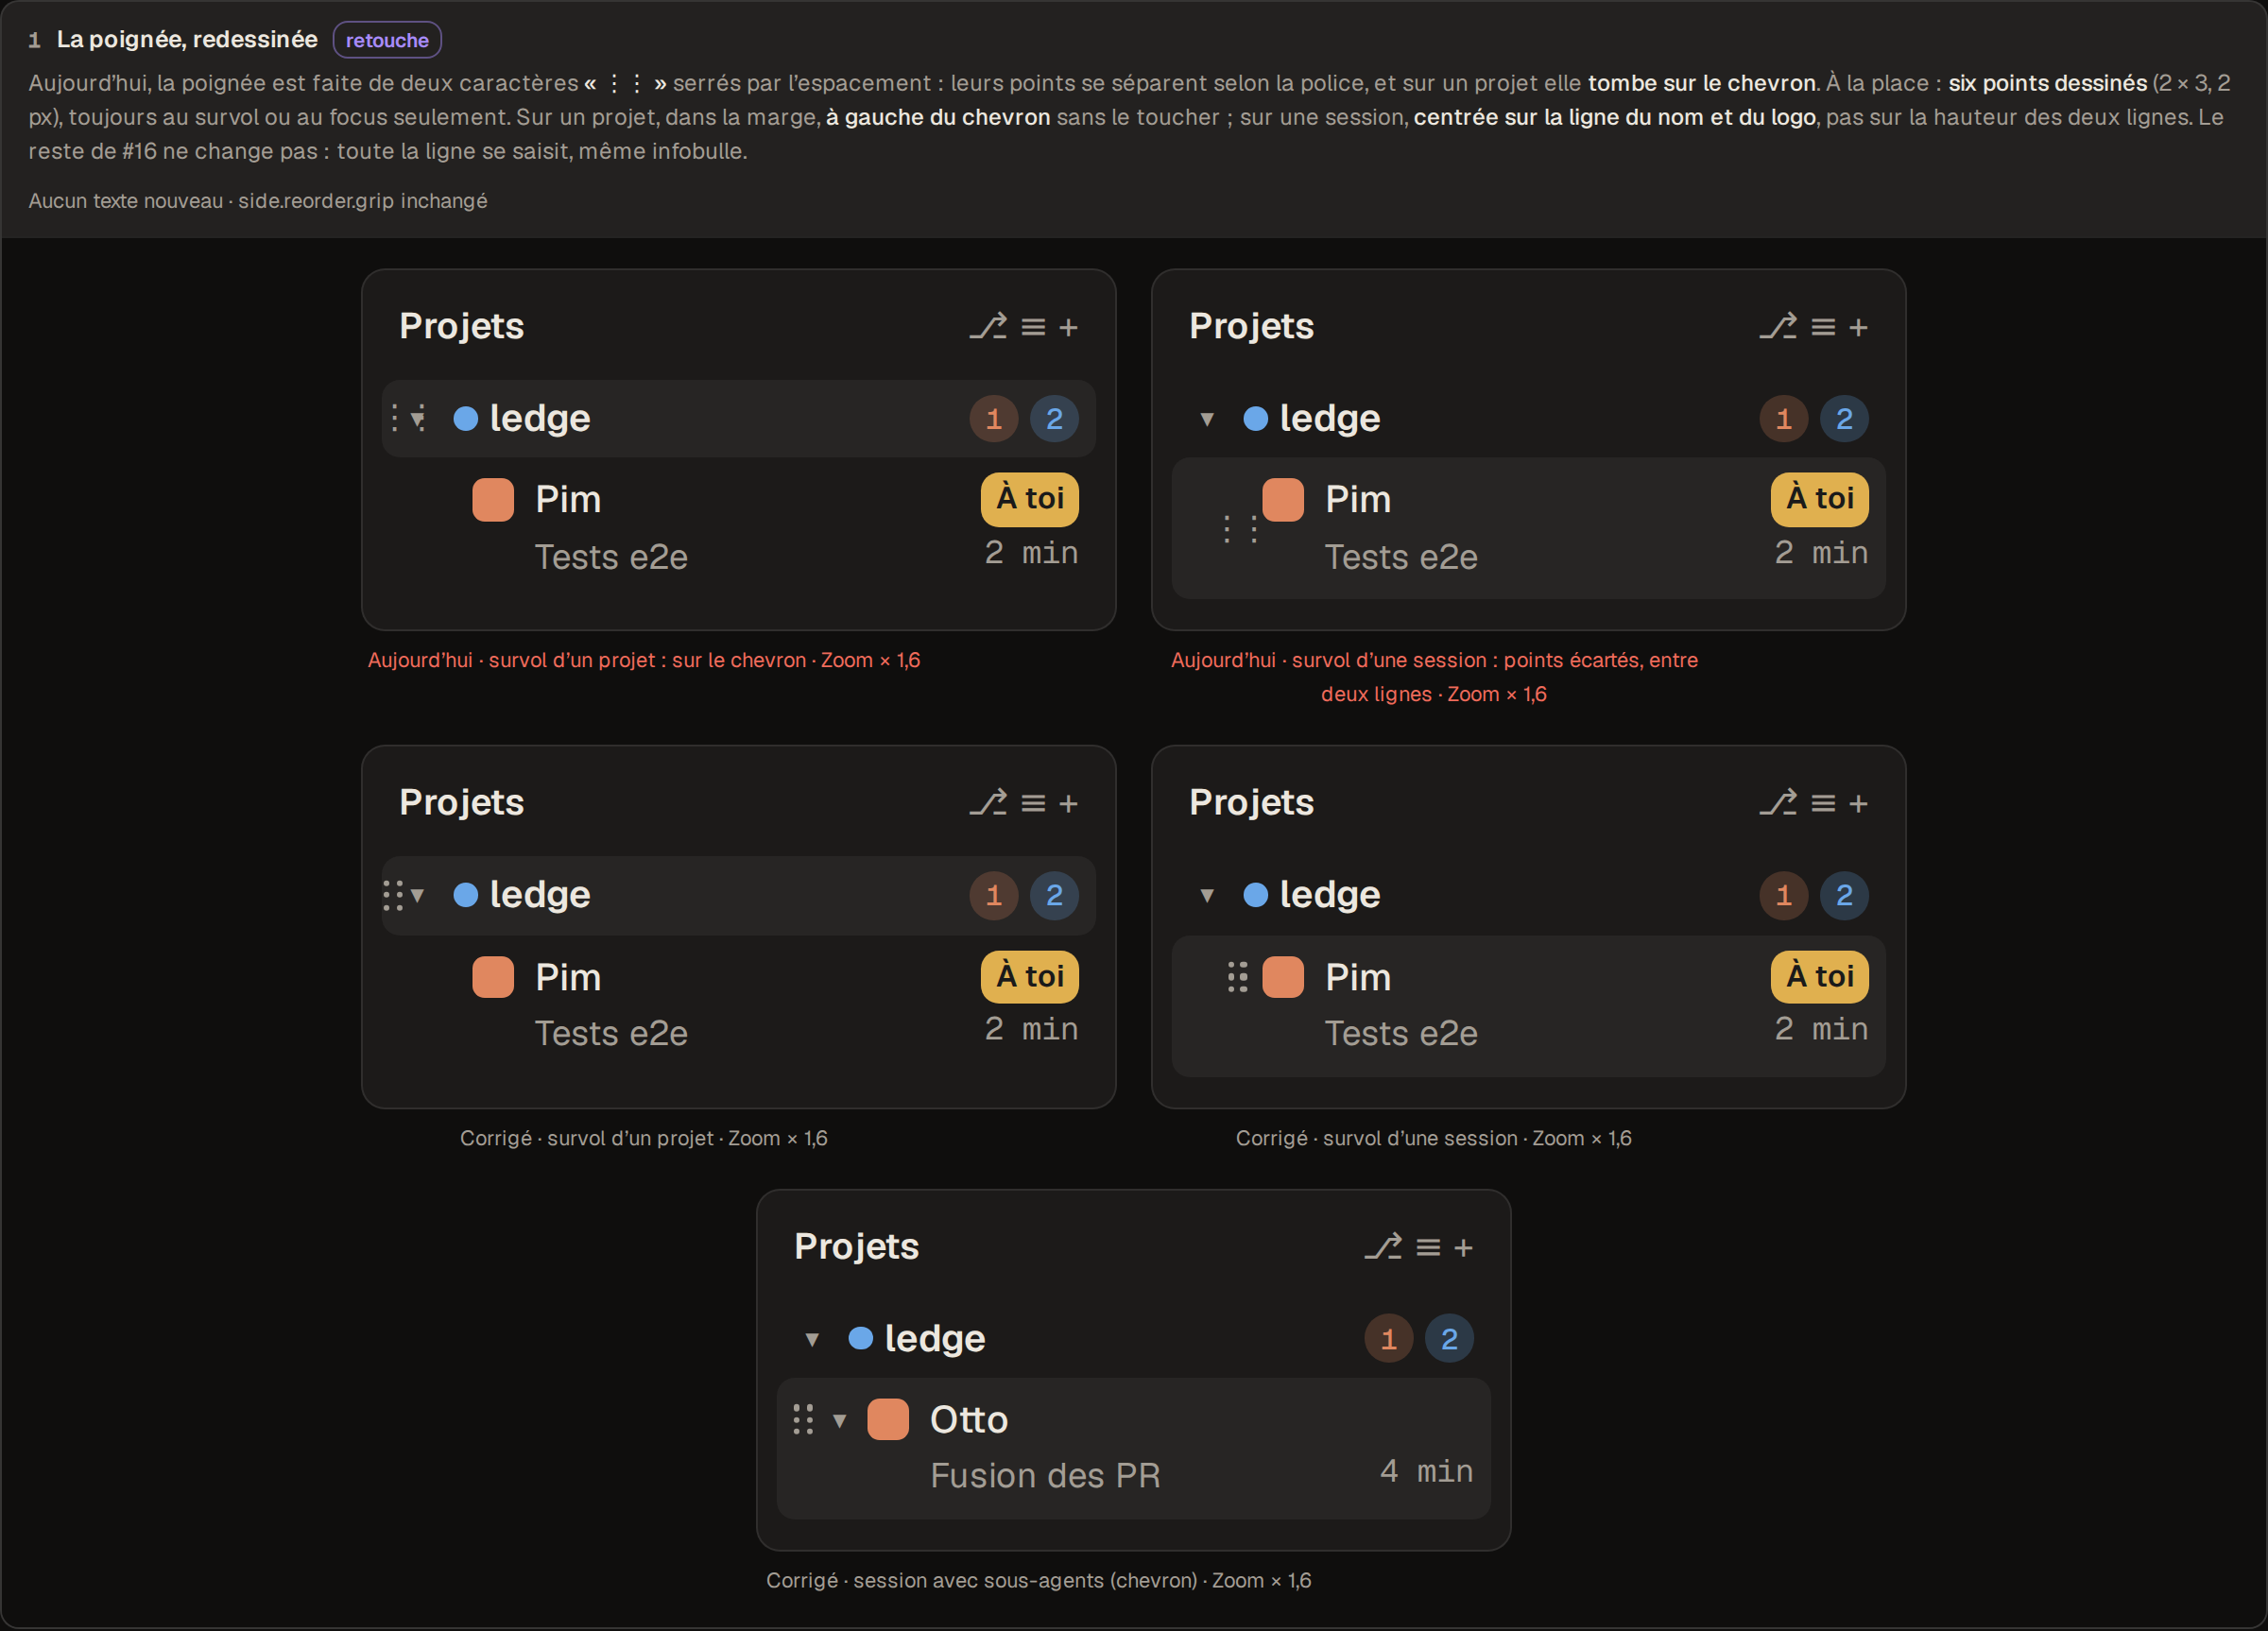 1 La poignée, redessinée retouche
Aujourd’hui, la poignée est faite de deux caractères « ⋮⋮ » serrés par l’espacement : leurs points se séparent selon la police, et sur un projet elle tombe sur le chevron. À la place : six points dessinés (2 × 3, 2
px), toujours au survol ou au focus seulement. Sur un projet, dans la marge, à gauche du chevron sans le toucher ; sur une session, centrée sur la ligne du nom et du logo, pas sur la hauteur des deux lignes. Le
reste de #16 ne change pas : toute la ligne se saisit, même infobulle.
Aucun texte nouveau · side.reorder.grip inchangé
Projets ⎇ ≡ +
⋮⋮ ▾ ledge 1 2
Pim À toi
Tests e2e 2 min
Aujourd’hui · survol d’un projet : sur le chevron · Zoom × 1,6
Projets ⎇ ≡ +
▾ ledge 1 2
⋮⋮ Pim À toi
Tests e2e 2 min
Aujourd’hui · survol d’une session : points écartés, entre
deux lignes · Zoom × 1,6
Projets ⎇ ≡ +
▾ ledge 1 2
Pim À toi
Tests e2e 2 min
Corrigé · survol d’un projet · Zoom × 1,6
Projets ⎇ ≡ +
▾ ledge 1 2
Pim À toi
Tests e2e 2 min
Corrigé · survol d’une session · Zoom × 1,6
Projets ⎇ ≡ +
▾ ledge 1 2
▾ Otto
Fusion des PR 4 min
Corrigé · session avec sous-agents (chevron) · Zoom × 1,6